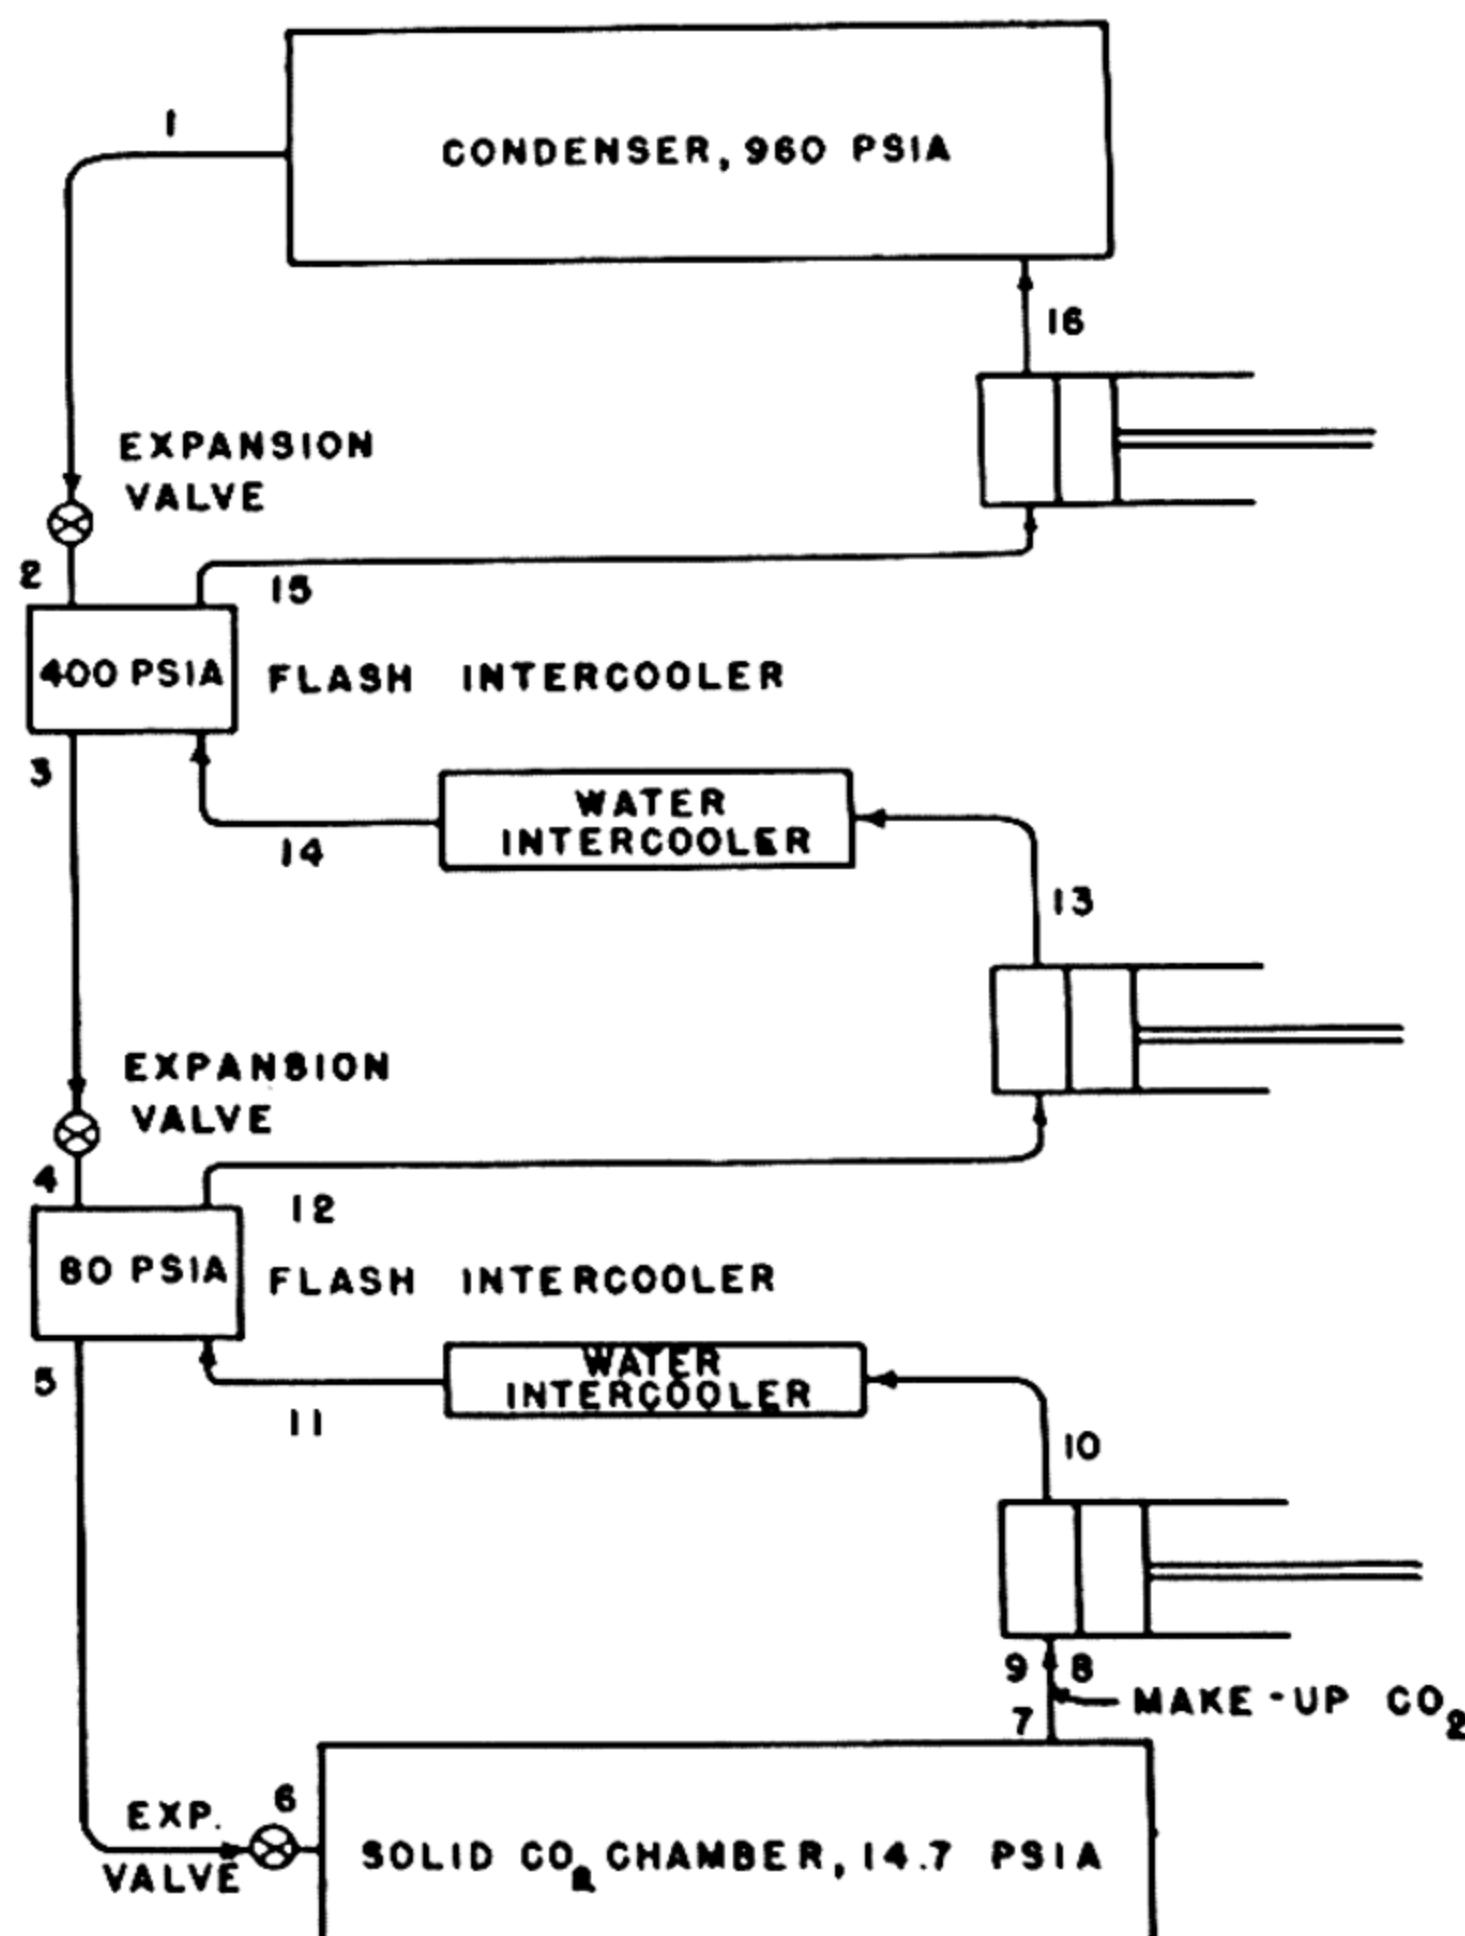 1
CONDENSER, 960 PSIA
16
EXPANSION
VALVE
2
15
400 PSIA
FLASH INTERCOOLER
3
WATER
INTERCOOLER
14
13
EXPANSION
VALVE
4
12
80 PSIA
FLASH INTERCOOLER
5
WATER
INTERCOOLER
11
10
9 8
MAKE-UP CO2
7
6
EXP.
VALVE
SOLID CO2 CHAMBER, 14.7 PSIA